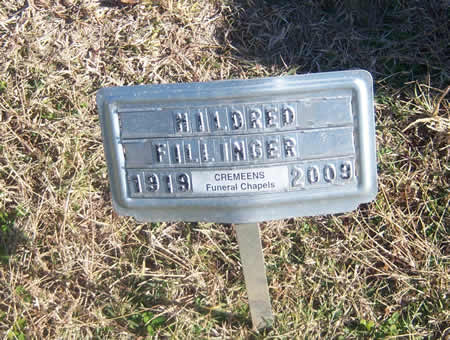 MILDRED
FILLINGER
1919 CREMEENS 2009
Funeral Chapels